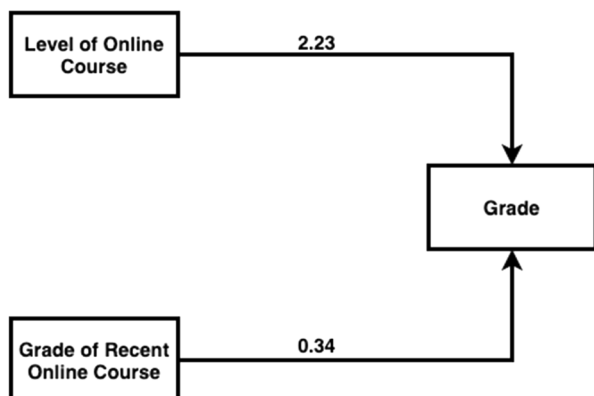 Level of Online
Course
2.23
Grade
0.34
Grade of Recent
Online Course